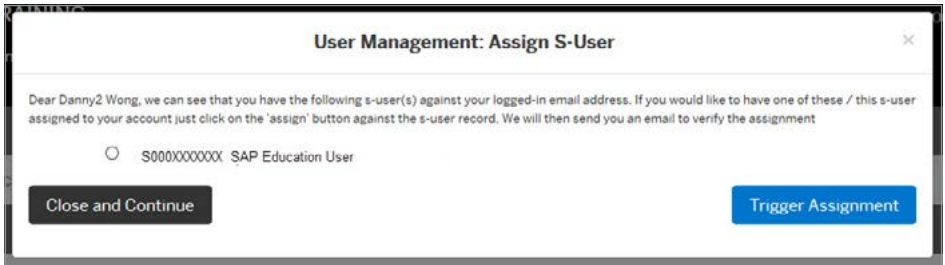 RAINING
User Management: Assign S-User
×
Dear Danny2 Wong, we can see that you have the following s-user(s) against your logged-in email address. If you would like to have one of these / this s-user
assigned to your account just click on the 'assign' button against the s-user record. We will then send you an email to verify the assignment
S000XXXXXXX SAP Education User
Close and Continue
Trigger Assignment